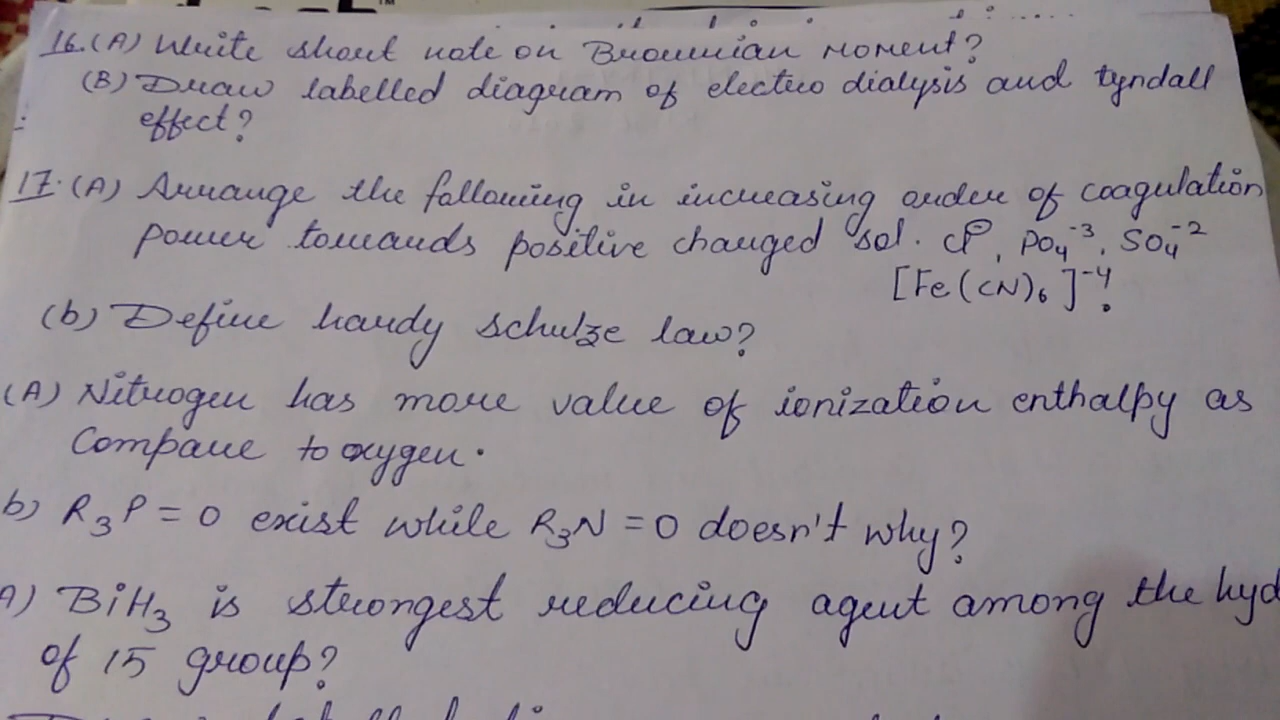 16.(A) Write short note on Brownian Moment?
(B) Draw labelled diagram of electro dialysis and tyndall
effect?
17.(A) Arrange the following in increasing order of coagulation
power towards positive charged sol. cl⊖, PO₄⁻³, SO₄⁻²
[Fe(CN)₆]⁻⁴?
(b) Define hardy schulze law?
(A) Nitrogen has more value of ionization enthalpy as
Compare to oxygen.
b) R₃P=O exist while R₃N=O doesn't why?
A) BiH₃ is strongest reducing agent among the hyd
of 15 group?